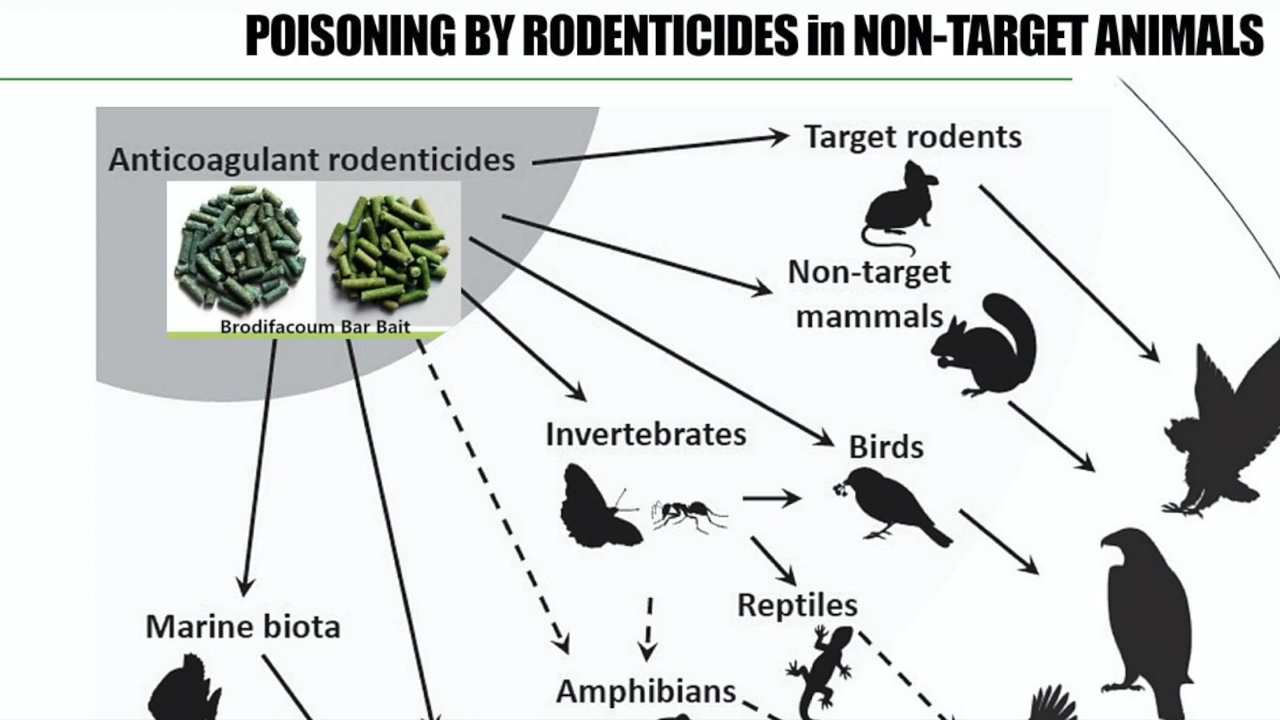 POISONING BY RODENTICIDES in NON-TARGET ANIMALS
Anticoagulant rodenticides
Brodifacoum Bar Bait
Target rodents
Non-target
mammals
Invertebrates
Birds
Reptiles
Marine biota
Amphibians